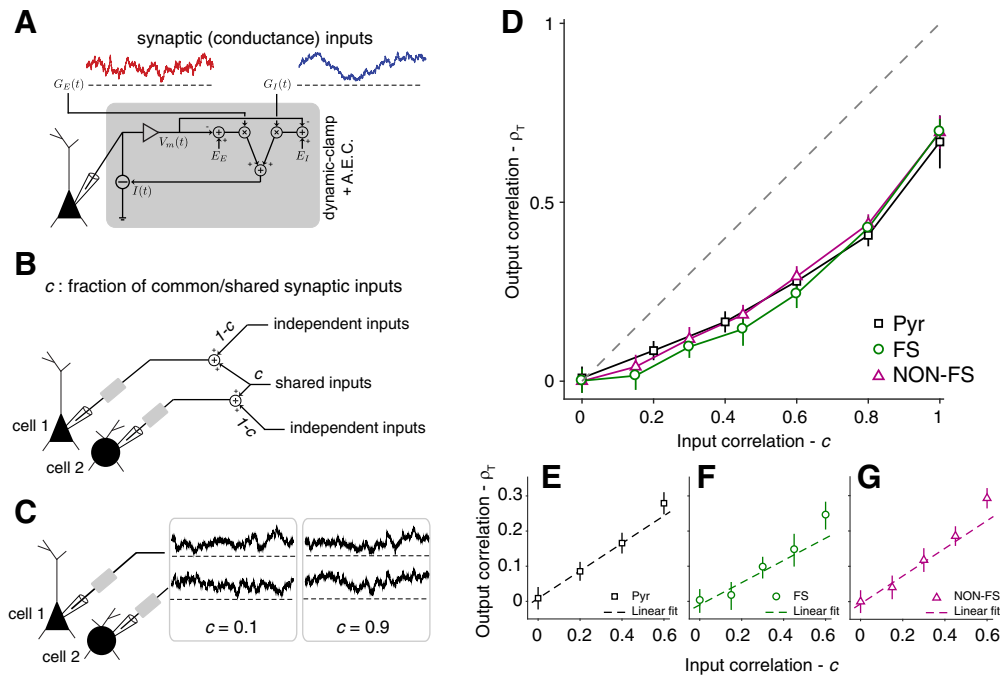 A
synaptic (conductance) inputs
G_E(t)
G_I(t)
V_m(t)
E_E
E_I
I(t)
dynamic-clamp
+ A.E.C.
- + + - + + + +
B
c : fraction of common/shared synaptic inputs
independent inputs
1-c
c
shared inputs
1-c
independent inputs
cell 1
cell 2
C
cell 1
cell 2
c = 0.1
c = 0.9
D
Output correlation - ρ_T
1
0.5
0
0
0.2
0.4
0.6
0.8
1
Input correlation - c
Pyr
FS
NON-FS
E
F
G
Output correlation - ρ_T
0.3
0.2
0.1
0
Pyr
Linear fit
FS
Linear fit
NON-FS
Linear fit
0 0.2 0.4 0.6
0 0.2 0.4 0.6
0 0.2 0.4 0.6
Input correlation - c